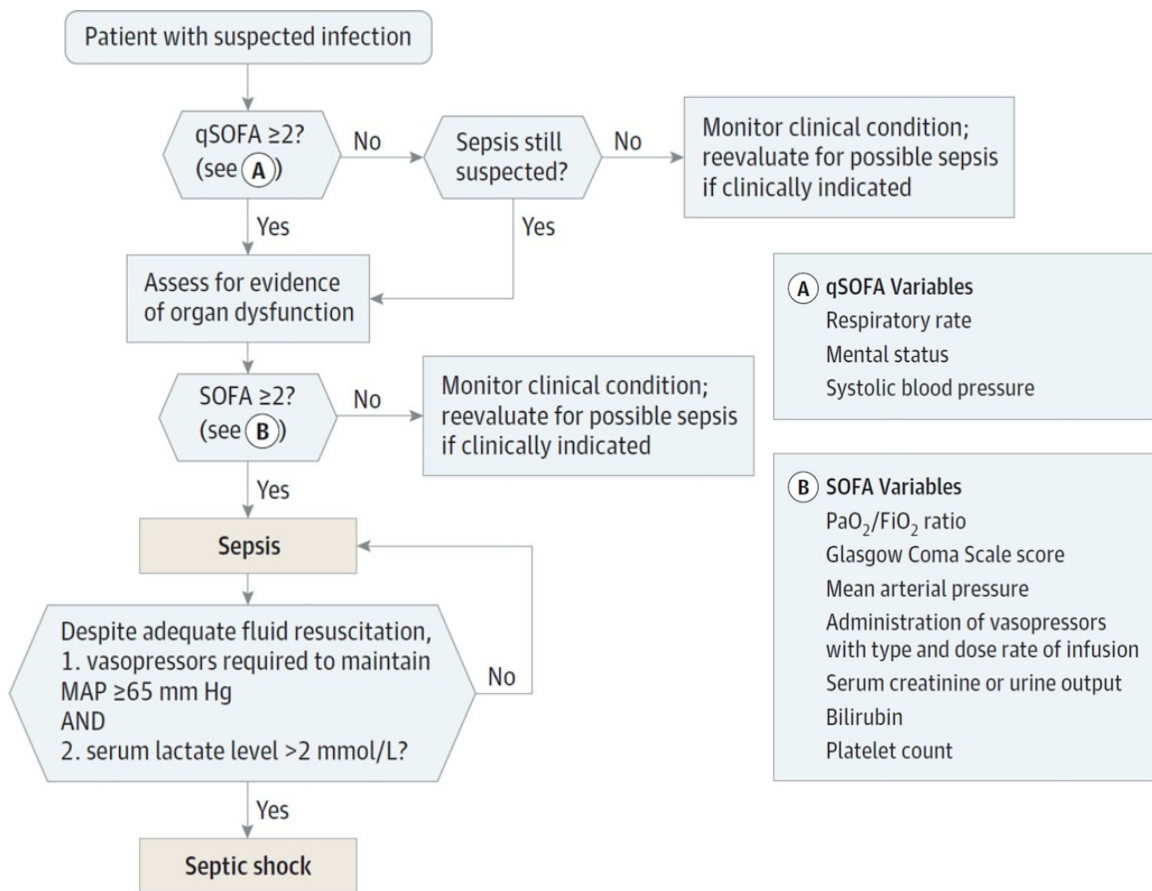 Patient with suspected infection
qSOFA ≥2?
(see A)
No
Sepsis still
suspected?
No
Monitor clinical condition;
reevaluate for possible sepsis
if clinically indicated
Yes
Yes
Assess for evidence
of organ dysfunction
SOFA ≥2?
(see B)
No
Monitor clinical condition;
reevaluate for possible sepsis
if clinically indicated
Yes
Sepsis
Despite adequate fluid resuscitation,
1. vasopressors required to maintain
MAP ≥65 mm Hg
AND
2. serum lactate level >2 mmol/L?
No
Yes
Septic shock
A qSOFA Variables
Respiratory rate
Mental status
Systolic blood pressure
B SOFA Variables
PaO₂/FiO₂ ratio
Glasgow Coma Scale score
Mean arterial pressure
Administration of vasopressors
with type and dose rate of infusion
Serum creatinine or urine output
Bilirubin
Platelet count